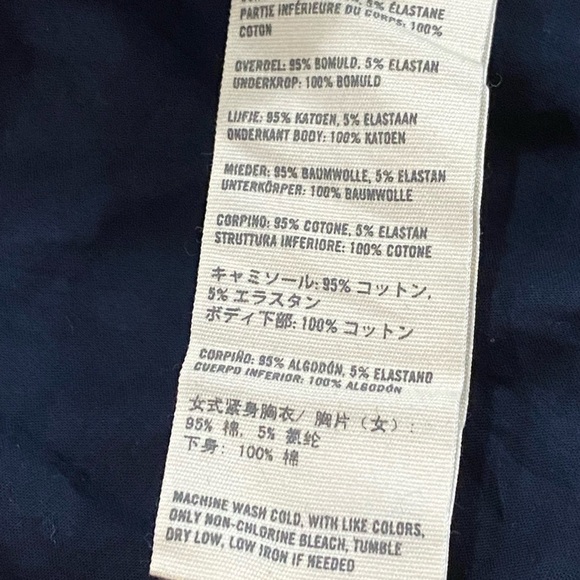 5% ÉLASTANE
PARTIE INFÉRIEURE DU CORPS: 100%
COTON
OVERDEL: 95% BOMULD, 5% ELASTAN
UNDERKROP: 100% BOMULD
LIJFJE: 95% KATOEN, 5% ELASTAAN
ONDERKANT BODY: 100% KATOEN
MIEDER: 95% BAUMWOLLE, 5% ELASTAN
UNTERKÖRPER: 100% BAUMWOLLE
CORPINO: 95% COTONE, 5% ELASTAN
STRUTTURA INFERIORE: 100% COTONE
キャミソール: 95% コットン,
5% エラスタン
ボディ下部: 100% コットン
CORPIÑO: 95% ALGODÓN, 5% ELASTANO
CUERPO INFERIOR: 100% ALGODÓN
女式紧身胸衣/ 胸片（女）:
95% 棉, 5% 氨纶
下身: 100% 棉
MACHINE WASH COLD, WITH LIKE COLORS,
ONLY NON-CHLORINE BLEACH, TUMBLE
DRY LOW, LOW IRON IF NEEDED